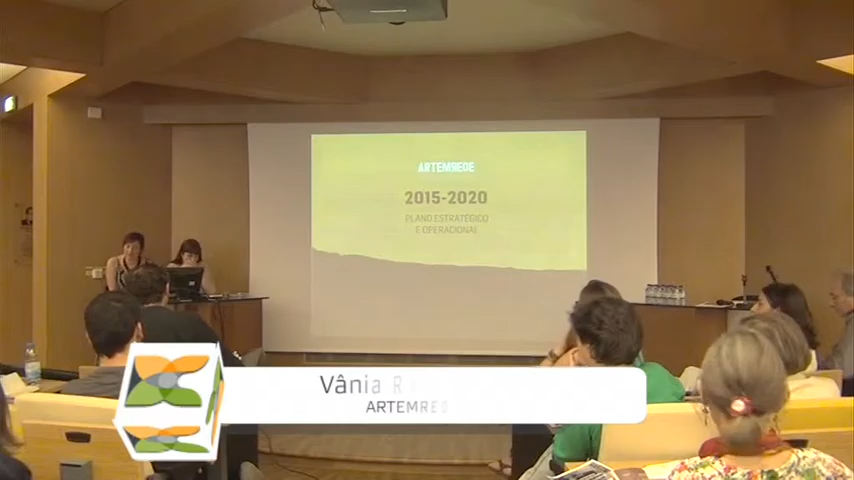 ARTEMREDE
2015-2020
PLANO ESTRATÉGICO
E OPERACIONAL
Vânia R
ARTEMRE